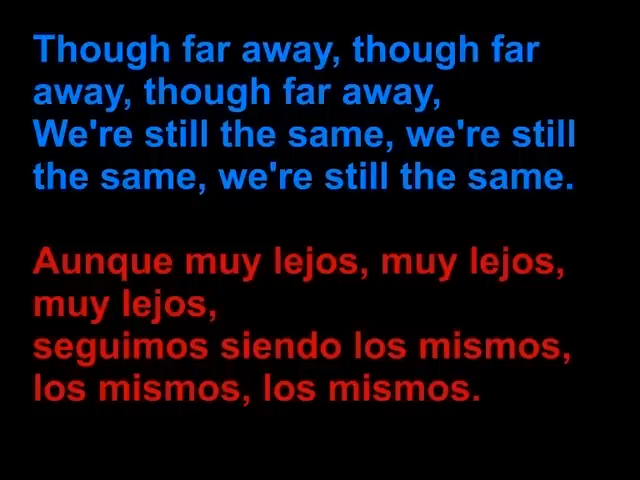 Though far away, though far
away, though far away,
We're still the same, we're still
the same, we're still the same.
Aunque muy lejos, muy lejos,
muy lejos,
seguimos siendo los mismos,
los mismos, los mismos.